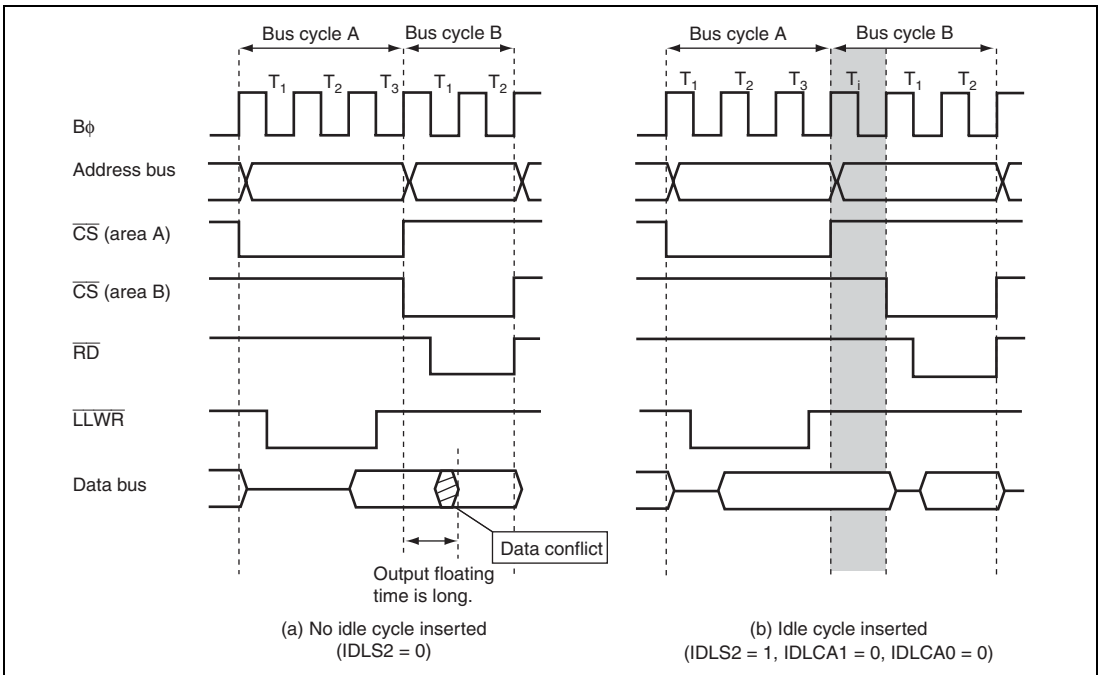 Bus cycle A Bus cycle B Bus cycle A Bus cycle B
T1 T2 T3 T1 T2 T1 T2 T3 Ti T1 T2
Bφ
Address bus
CS (area A)
CS (area B)
RD
LLWR
Data bus
Data conflict
Output floating
time is long.
(a) No idle cycle inserted
(IDLS2 = 0)
(b) Idle cycle inserted
(IDLS2 = 1, IDLCA1 = 0, IDLCA0 = 0)